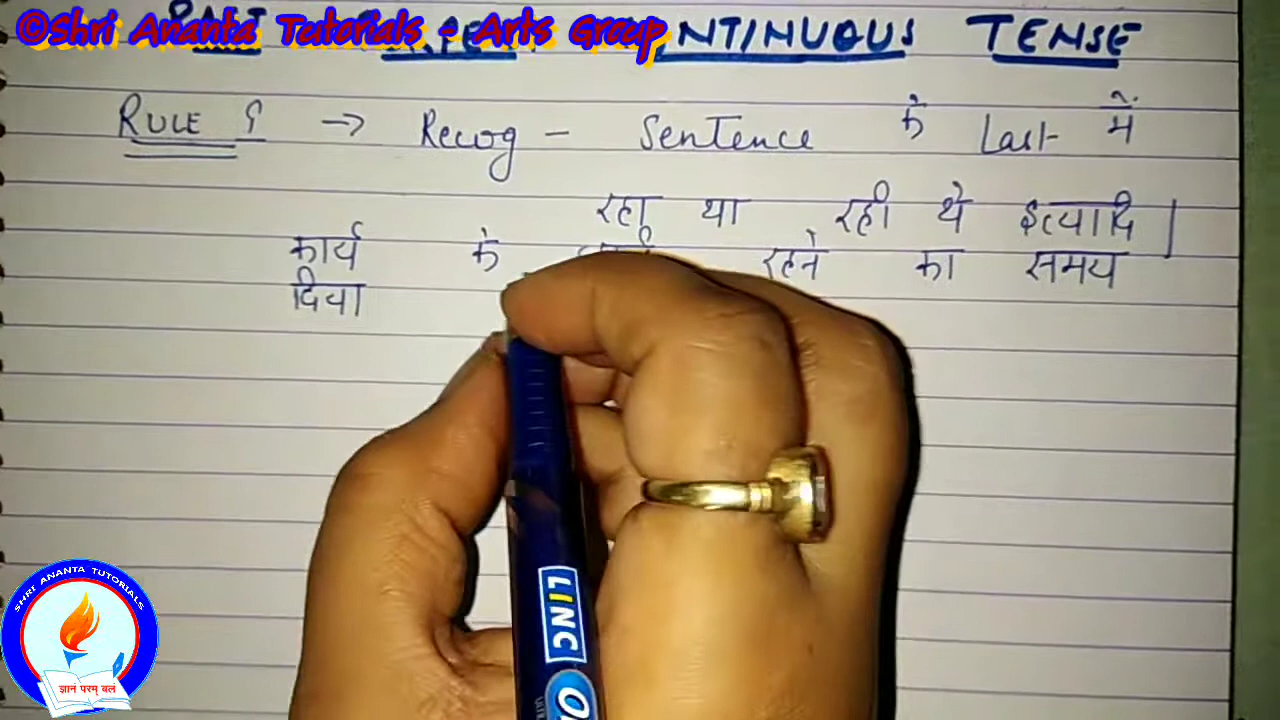 ©Shri Ananta Tutorials - Arts Group
TENSE
RULE १ → Recog - Sentence के Last में
रहा था रही थे इत्यादि।
कार्य के रहने का समय
दिया
LINC
SHRI ANANTA TUTORIALS
ज्ञानं परमं बलं